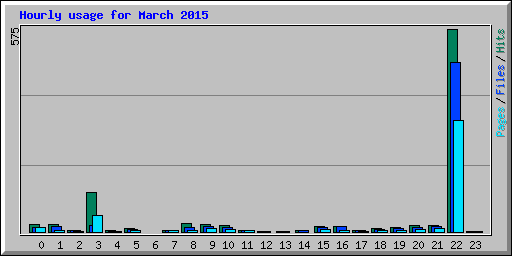 Hourly usage for March 2015
575
Pages/Files/Hits
0 1 2 3 4 5 6 7 8 9 10 11 12 13 14 15 16 17 18 19 20 21 22 23